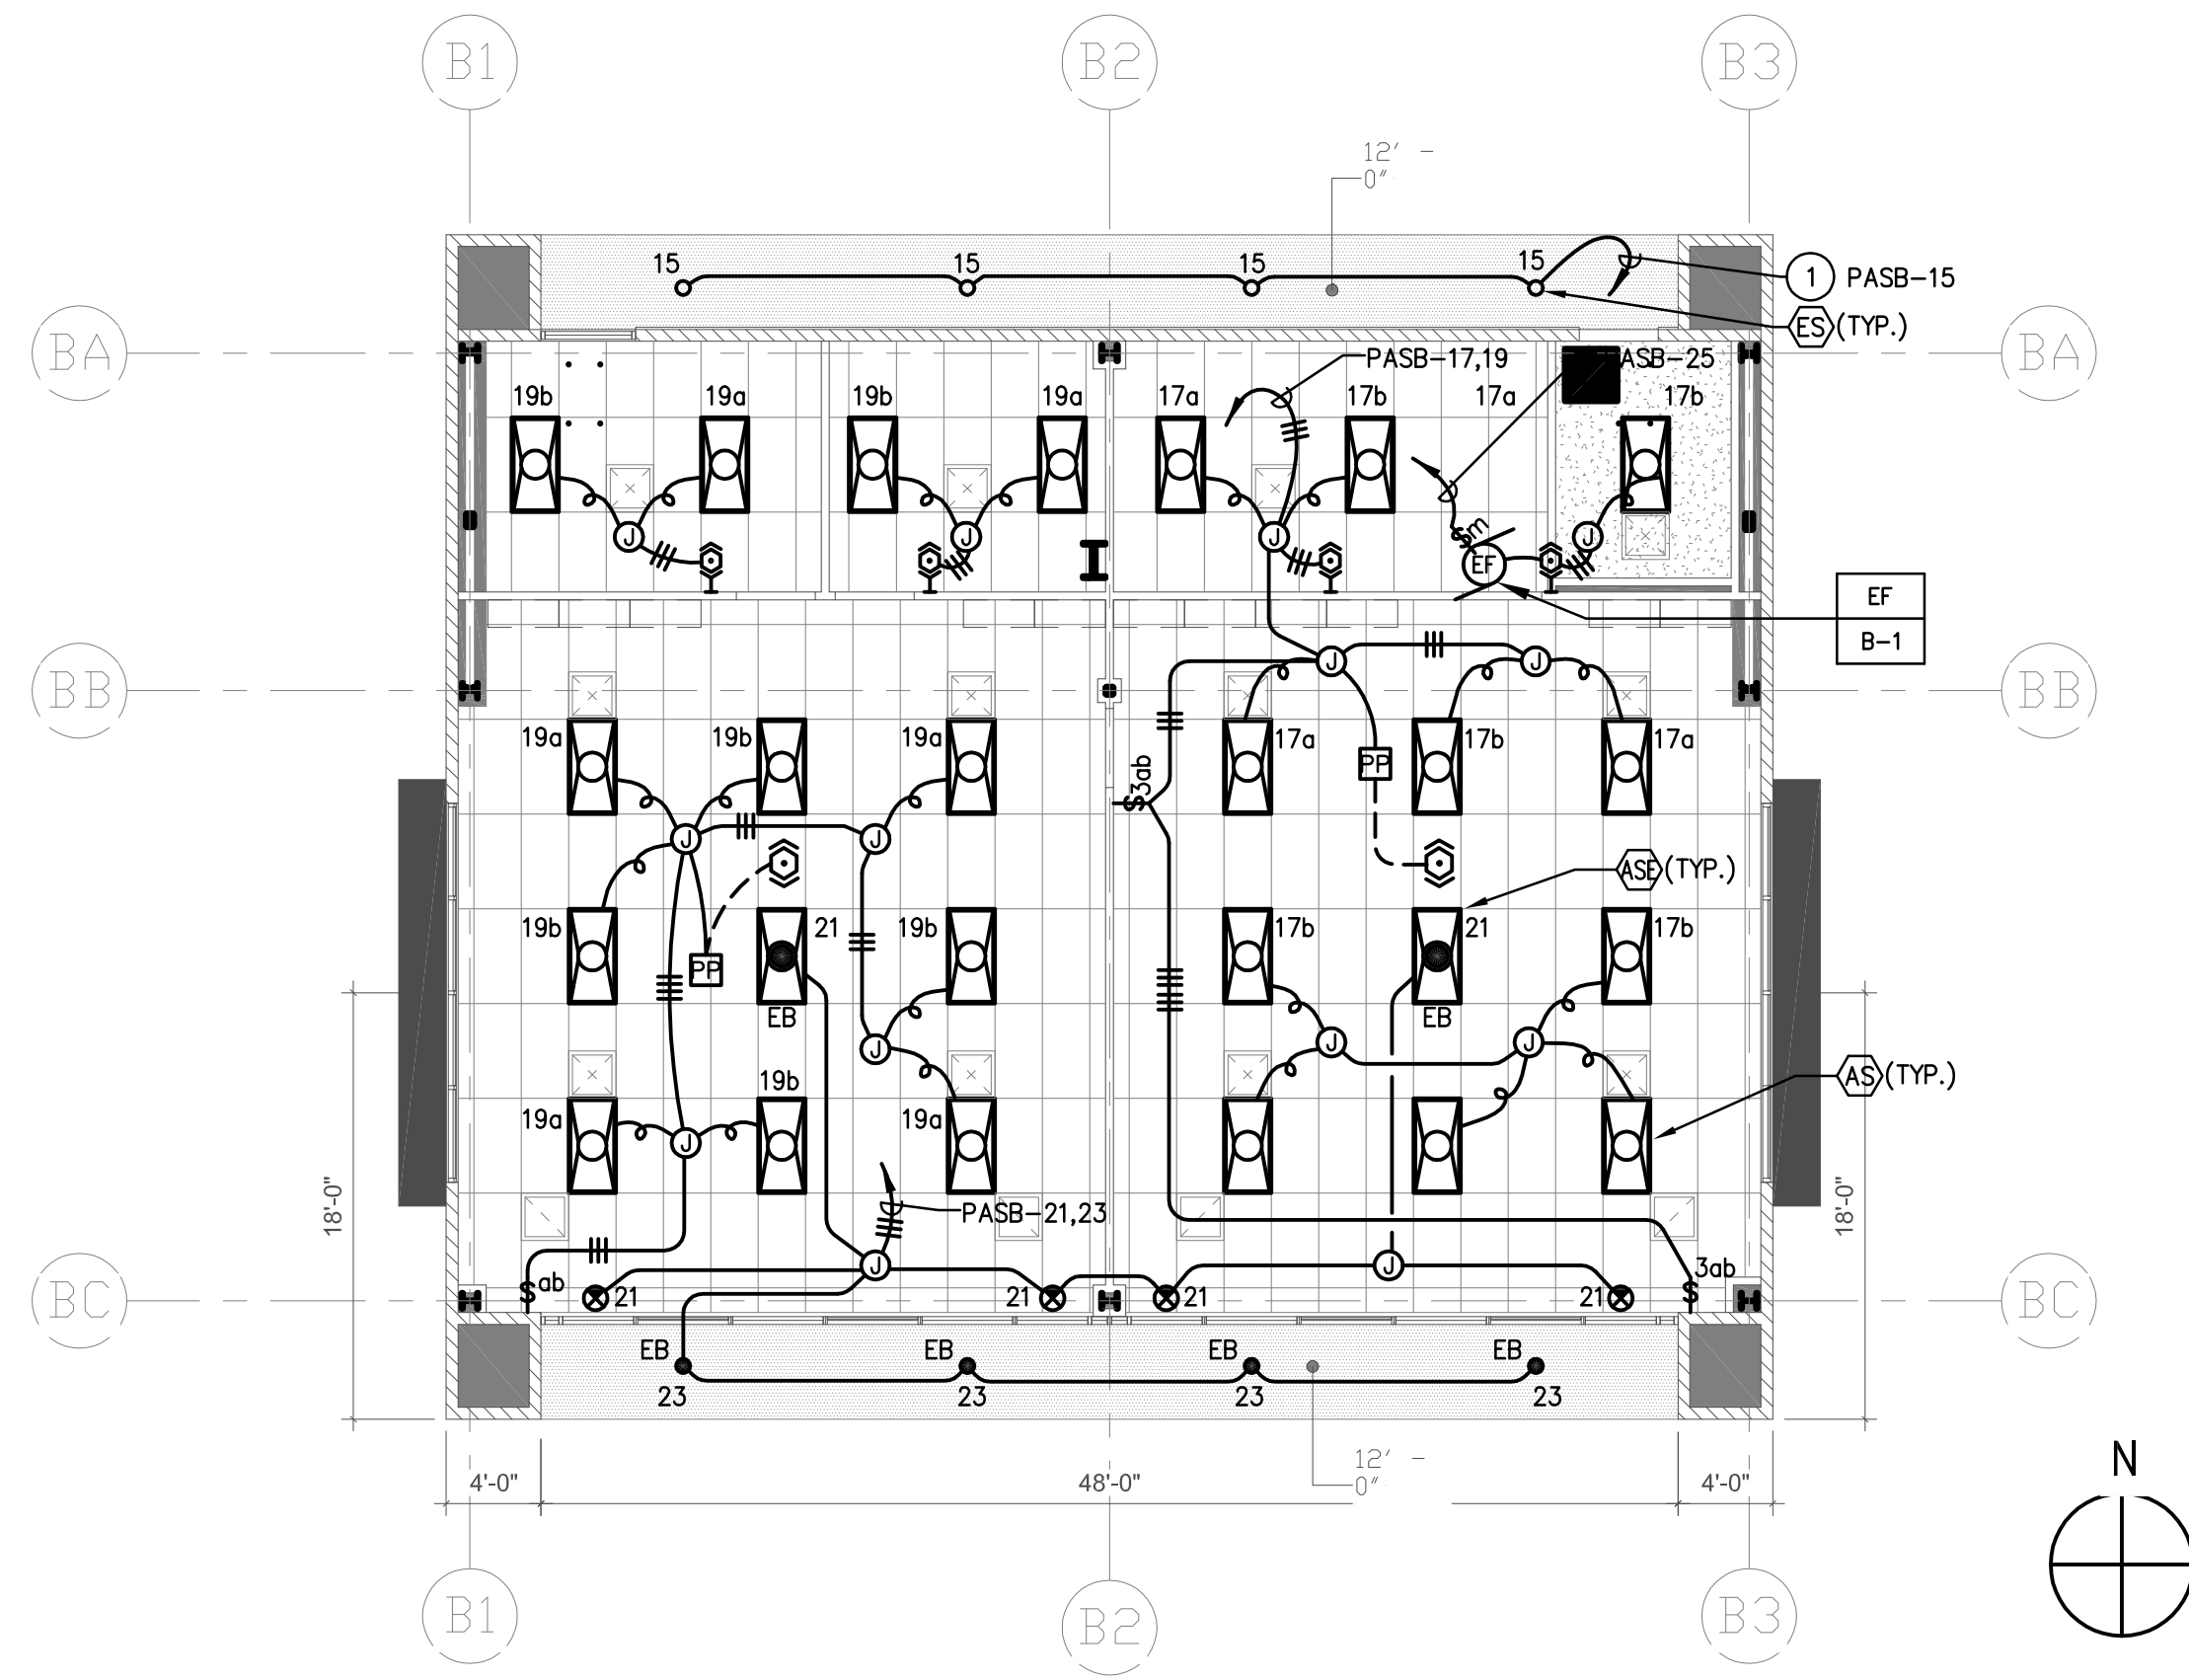 B1 B2 B3
12' -
0"
15 15 15 15
1 PASB-15
ES (TYP.)
BA BA
PASB-17,19 ASB-25
19b 19a 19b 19a 17a 17b 17a 17b
J J J J
$m
EF
EF
B-1
J J
BB BB
19a 19b 19a 17a 17b 17a
PP
$3ab
J J
ASE (TYP.)
19b 21 19b 17b 21 17b
PP
EB EB
J J J
AS (TYP.)
19b
19a 19a
J
18'-0" 18'-0"
PASB-21,23
J J
$ab 3ab
$
21 21 21 21
BC BC
EB EB EB EB
23 23 23 23
12' -
0"
4'-0" 48'-0" 4'-0"
N
B1 B2 B3